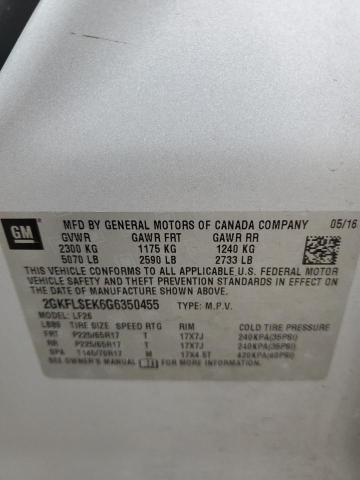 GM MFD BY GENERAL MOTORS OF CANADA COMPANY 05/16
GVWR GAWR FRT GAWR RR
2300 KG 1175 KG 1240 KG
5070 LB 2590 LB 2733 LB
THIS VEHICLE CONFORMS TO ALL APPLICABLE U.S. FEDERAL MOTOR
VEHICLE SAFETY, BUMPER, AND THEFT PREVENTION STANDARDS IN
EFFECT ON THE DATE OF MANUFACTURE SHOWN ABOVE.
2GKFLSEK6G6350455 TYPE: M.P.V.
MODEL: LF26
TIRE SIZE SPEED RTG RIM COLD TIRE PRESSURE
FRT P225/65R17 T 17X7J 240KPA(35PSI)
RR P225/65R17 T 17X7J 240KPA(35PSI)
SPA T145/70R17 M 17X4.5T 420KPA(60PSI)
SEE OWNER'S MANUAL FOR MORE INFORMATION.